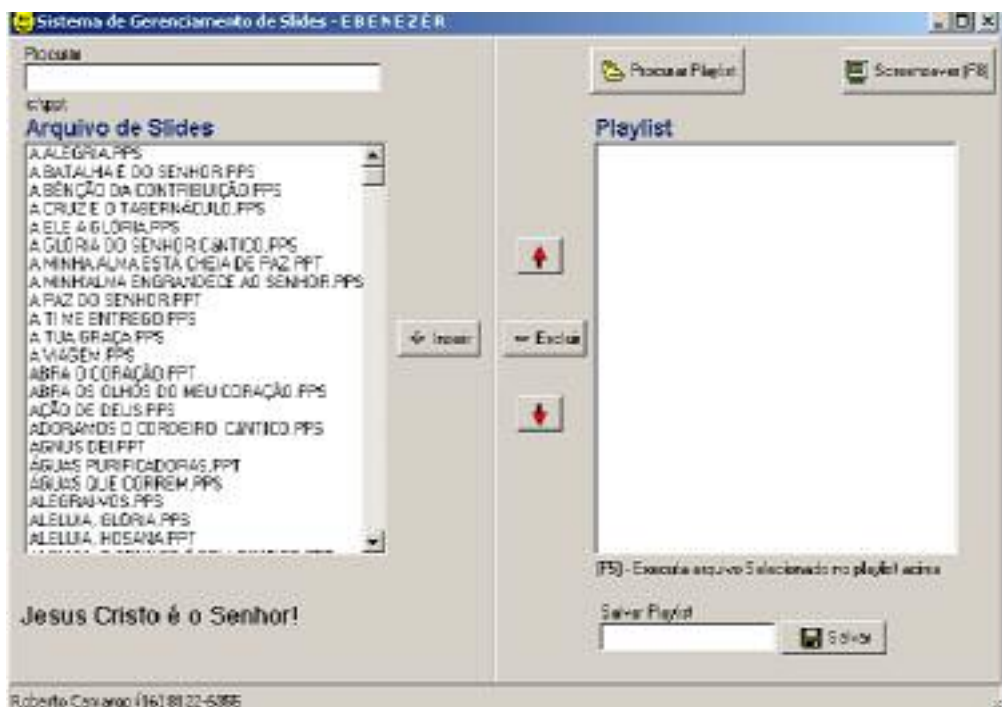 Sistema de Gerenciamento de Slides - E B E N E Z É R
Procurar
c:\ppt
Arquivo de Slides
A ALEGRIA.PPS
A BATALHA É DO SENHOR.PPS
A BÊNÇÃO DA CONTRIBUIÇÃO.PPS
A CRUZ E O TABERNÁCULO.PPS
A ELE A GLÓRIA.PPS
A GLÓRIA DO SENHOR CÂNTICO.PPS
A MINHA ALMA ESTÁ CHEIA DE PAZ.PPT
A MINH'ALMA ENGRANDECE AO SENHOR.PPS
A PAZ DO SENHOR.PPT
A TI ME ENTREGO.PPS
A TUA GRAÇA.PPS
A VIAGEM.PPS
ABRA O CORAÇÃO.PPT
ABRA OS OLHOS DO MEU CORAÇÃO.PPS
AÇÃO DE DEUS.PPS
ADORAMOS O CORDEIRO CÂNTICO.PPS
AGNUS DEI.PPT
ÁGUAS PURIFICADORAS.PPT
ÁGUAS QUE CORREM.PPS
ALEGRAI-VOS.PPS
ALELUIA, GLÓRIA.PPS
ALELUIA, HOSANA.PPT
Jesus Cristo é o Senhor!
Inserir
Excluir
Procurar Playlist
Screensaver (F8)
Playlist
(F5) - Executa arquivo Selecionado no playlist acima
Salvar Playlist
Salvar
Roberto Camargo (16) 8122-